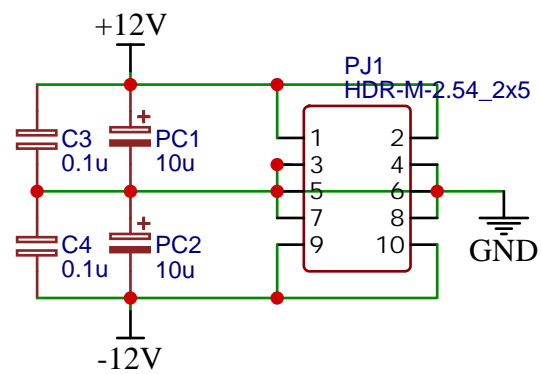 +12V
PJ1
HDR-M-2.54_2x5
C3
0.1u
PC1
10u
1 2
3 4
5 6
7 8
9 10
C4
0.1u
PC2
10u
GND
-12V